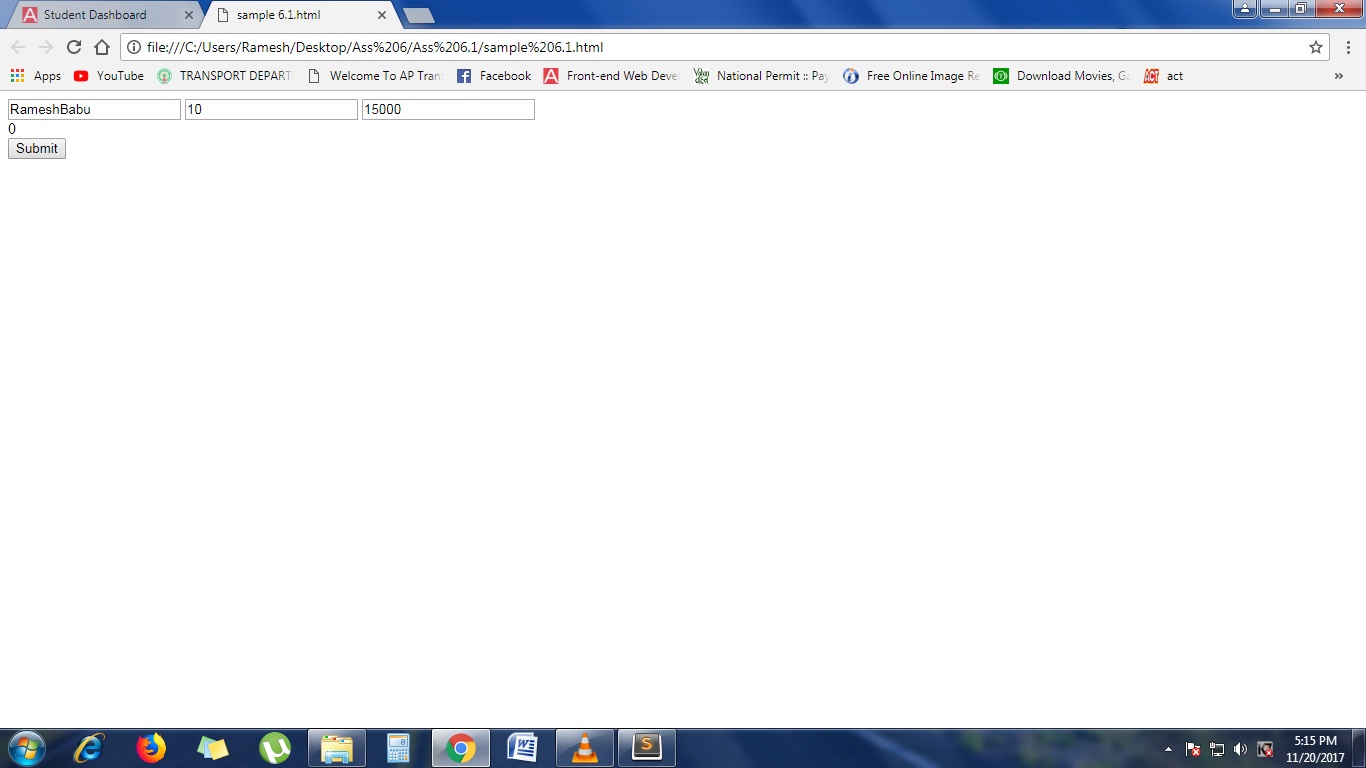 Student Dashboard
sample 6.1.html
file:///C:/Users/Ramesh/Desktop/Ass%206/Ass%206.1/sample%206.1.html
Apps YouTube TRANSPORT DEPART Welcome To AP Tran Facebook Front-end Web Deve National Permit :: Pay Free Online Image Re Download Movies, Ga ACT act »
RameshBabu 10 15000
0
Submit
5:15 PM
11/20/2017